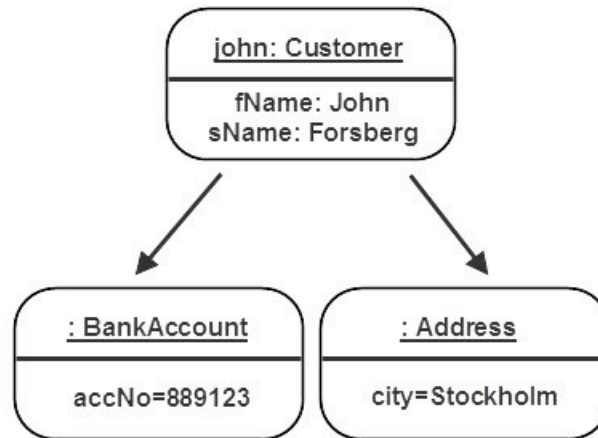 john: Customer
fName: John
sName: Forsberg
: BankAccount
accNo=889123
: Address
city=Stockholm